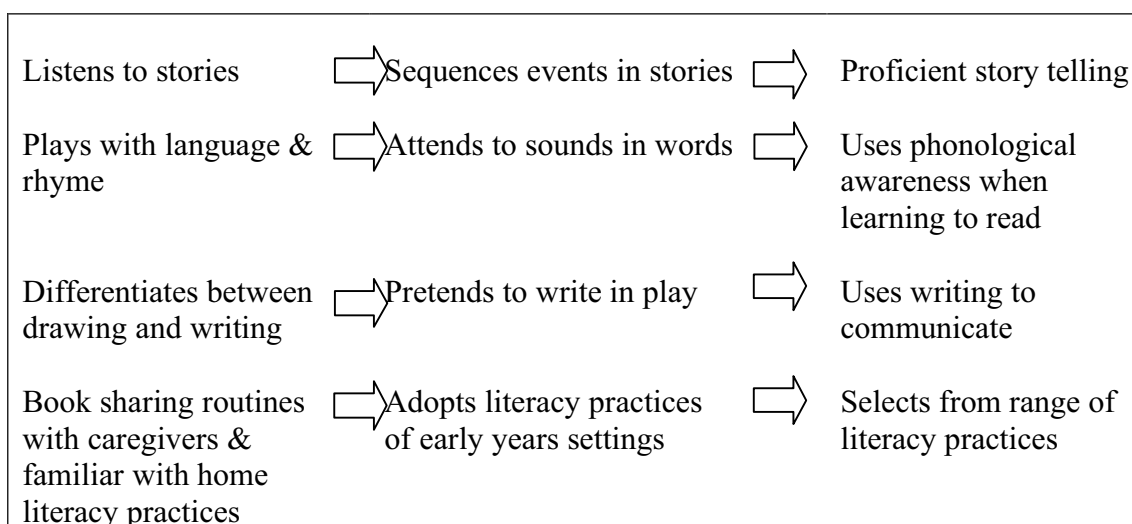 Listens to stories Sequences events in stories Proficient story telling
Plays with language & Attends to sounds in words Uses phonological
rhyme awareness when
learning to read
Differentiates between Pretends to write in play Uses writing to
drawing and writing communicate
Book sharing routines Adopts literacy practices Selects from range of
with caregivers & of early years settings literacy practices
familiar with home
literacy practices